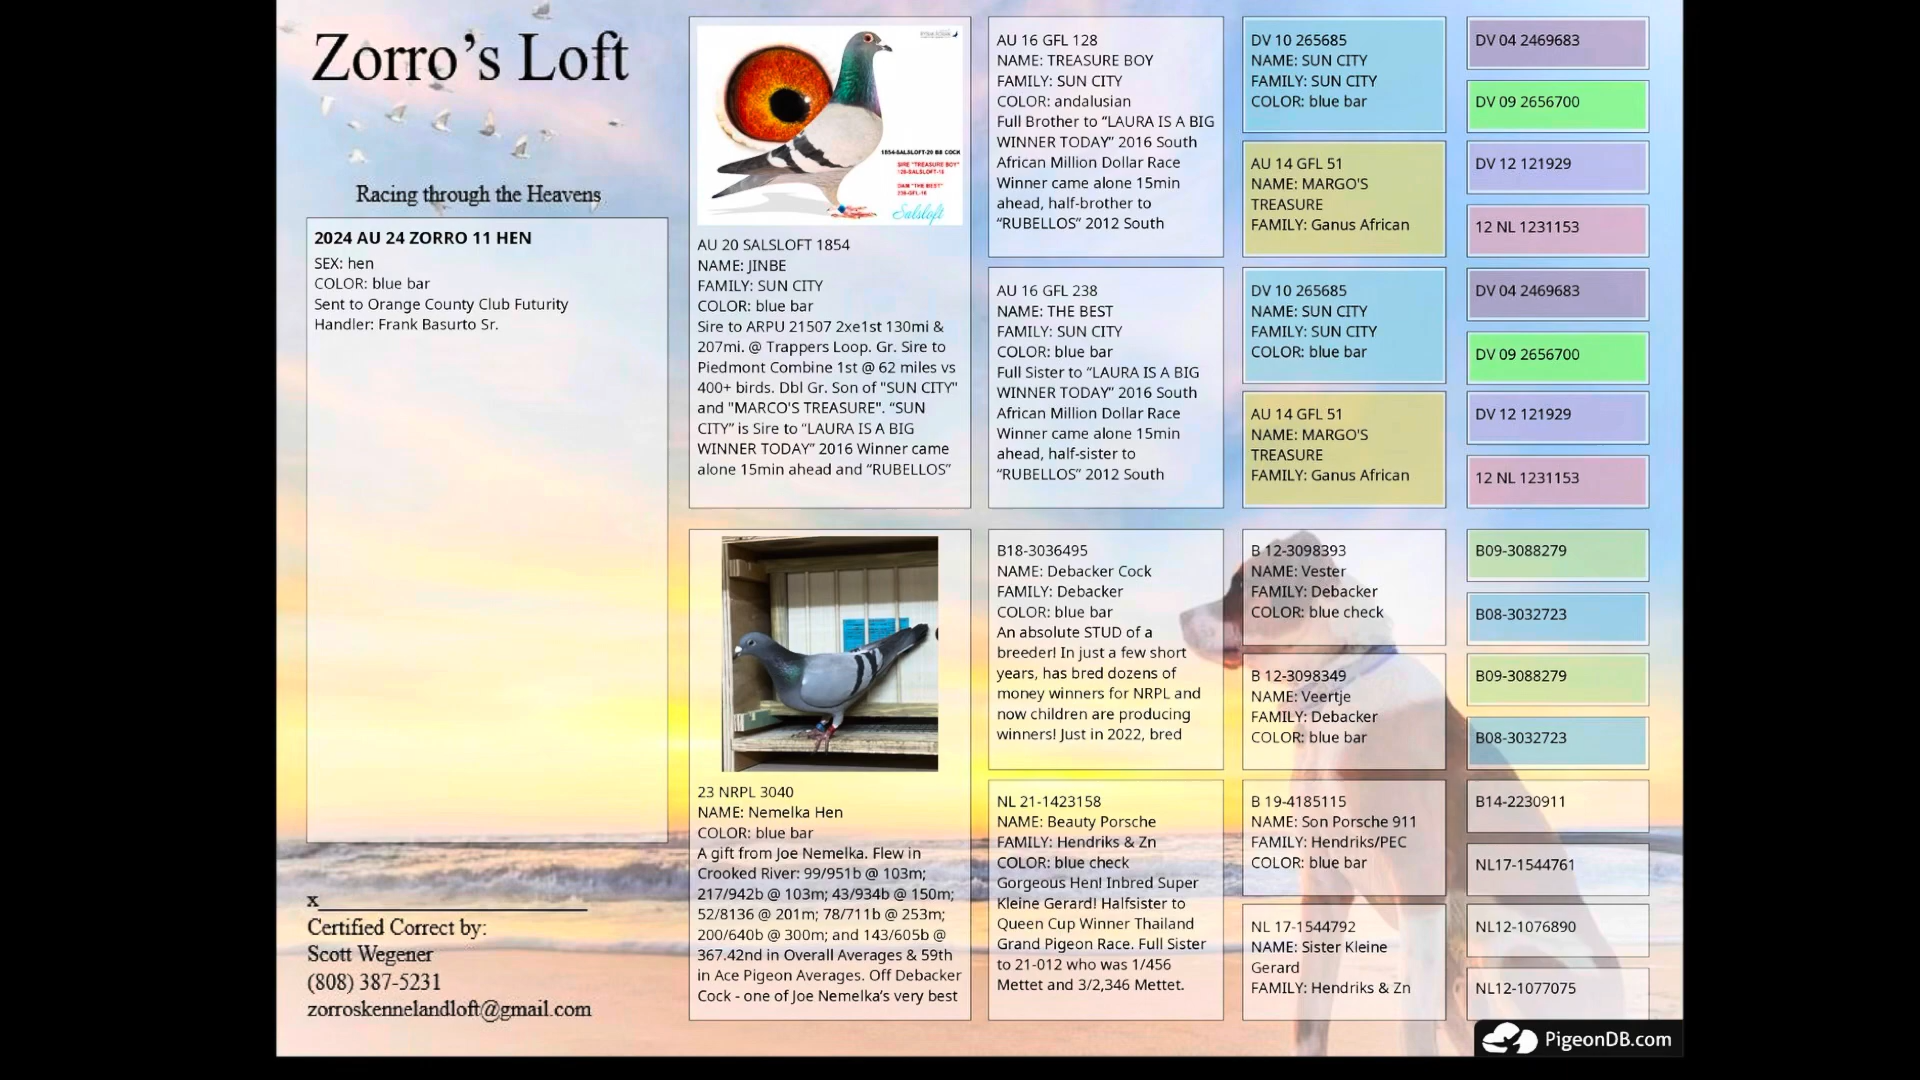 Zorro's Loft
Racing through the Heavens
2024 AU 24 ZORRO 11 HEN
SEX: hen
COLOR: blue bar
Sent to Orange County Club Futurity
Handler: Frank Basurto Sr.
x
Certified Correct by:
Scott Wegener
(808) 387-5231
zorroskennelandloft@gmail.com
1854-SALSLOFT-20 BB COCK
SIRE "TREASURE BOY"
128-SALSLOFT-16
DAM "THE BEST"
238-GFL-16
Salsloft
AU 20 SALSLOFT 1854
NAME: JINBE
FAMILY: SUN CITY
COLOR: blue bar
Sire to ARPU 21507 2xe1st 130mi &
207mi. @ Trappers Loop. Gr. Sire to
Piedmont Combine 1st @ 62 miles vs
400+ birds. Dbl Gr. Son of "SUN CITY"
and "MARCO'S TREASURE". “SUN
CITY” is Sire to “LAURA IS A BIG
WINNER TODAY” 2016 Winner came
alone 15min ahead and “RUBELLOS”
23 NRPL 3040
NAME: Nemelka Hen
COLOR: blue bar
A gift from Joe Nemelka. Flew in
Crooked River: 99/951b @ 103m;
217/942b @ 103m; 43/934b @ 150m;
52/8136 @ 201m; 78/711b @ 253m;
200/640b @ 300m; and 143/605b @
367.42nd in Overall Averages & 59th
in Ace Pigeon Averages. Off Debacker
Cock - one of Joe Nemelka’s very best
AU 16 GFL 128
NAME: TREASURE BOY
FAMILY: SUN CITY
COLOR: andalusian
Full Brother to “LAURA IS A BIG
WINNER TODAY” 2016 South
African Million Dollar Race
Winner came alone 15min
ahead, half-brother to
“RUBELLOS” 2012 South
AU 16 GFL 238
NAME: THE BEST
FAMILY: SUN CITY
COLOR: blue bar
Full Sister to “LAURA IS A BIG
WINNER TODAY” 2016 South
African Million Dollar Race
Winner came alone 15min
ahead, half-sister to
“RUBELLOS” 2012 South
B18-3036495
NAME: Debacker Cock
FAMILY: Debacker
COLOR: blue bar
An absolute STUD of a
breeder! In just a few short
years, has bred dozens of
money winners for NRPL and
now children are producing
winners! Just in 2022, bred
NL 21-1423158
NAME: Beauty Porsche
FAMILY: Hendriks & Zn
COLOR: blue check
Gorgeous Hen! Inbred Super
Kleine Gerard! Halfsister to
Queen Cup Winner Thailand
Grand Pigeon Race. Full Sister
to 21-012 who was 1/456
Mettet and 3/2,346 Mettet.
DV 10 265685
NAME: SUN CITY
FAMILY: SUN CITY
COLOR: blue bar
AU 14 GFL 51
NAME: MARGO'S
TREASURE
FAMILY: Ganus African
DV 10 265685
NAME: SUN CITY
FAMILY: SUN CITY
COLOR: blue bar
AU 14 GFL 51
NAME: MARGO'S
TREASURE
FAMILY: Ganus African
B 12-3098393
NAME: Vester
FAMILY: Debacker
COLOR: blue check
B 12-3098349
NAME: Veertje
FAMILY: Debacker
COLOR: blue bar
B 19-4185115
NAME: Son Porsche 911
FAMILY: Hendriks/PEC
COLOR: blue bar
NL 17-1544792
NAME: Sister Kleine
Gerard
FAMILY: Hendriks & Zn
DV 04 2469683
DV 09 2656700
DV 12 121929
12 NL 1231153
DV 04 2469683
DV 09 2656700
DV 12 121929
12 NL 1231153
B09-3088279
B08-3032723
B09-3088279
B08-3032723
B14-2230911
NL17-1544761
NL12-1076890
NL12-1077075
PigeonDB.com